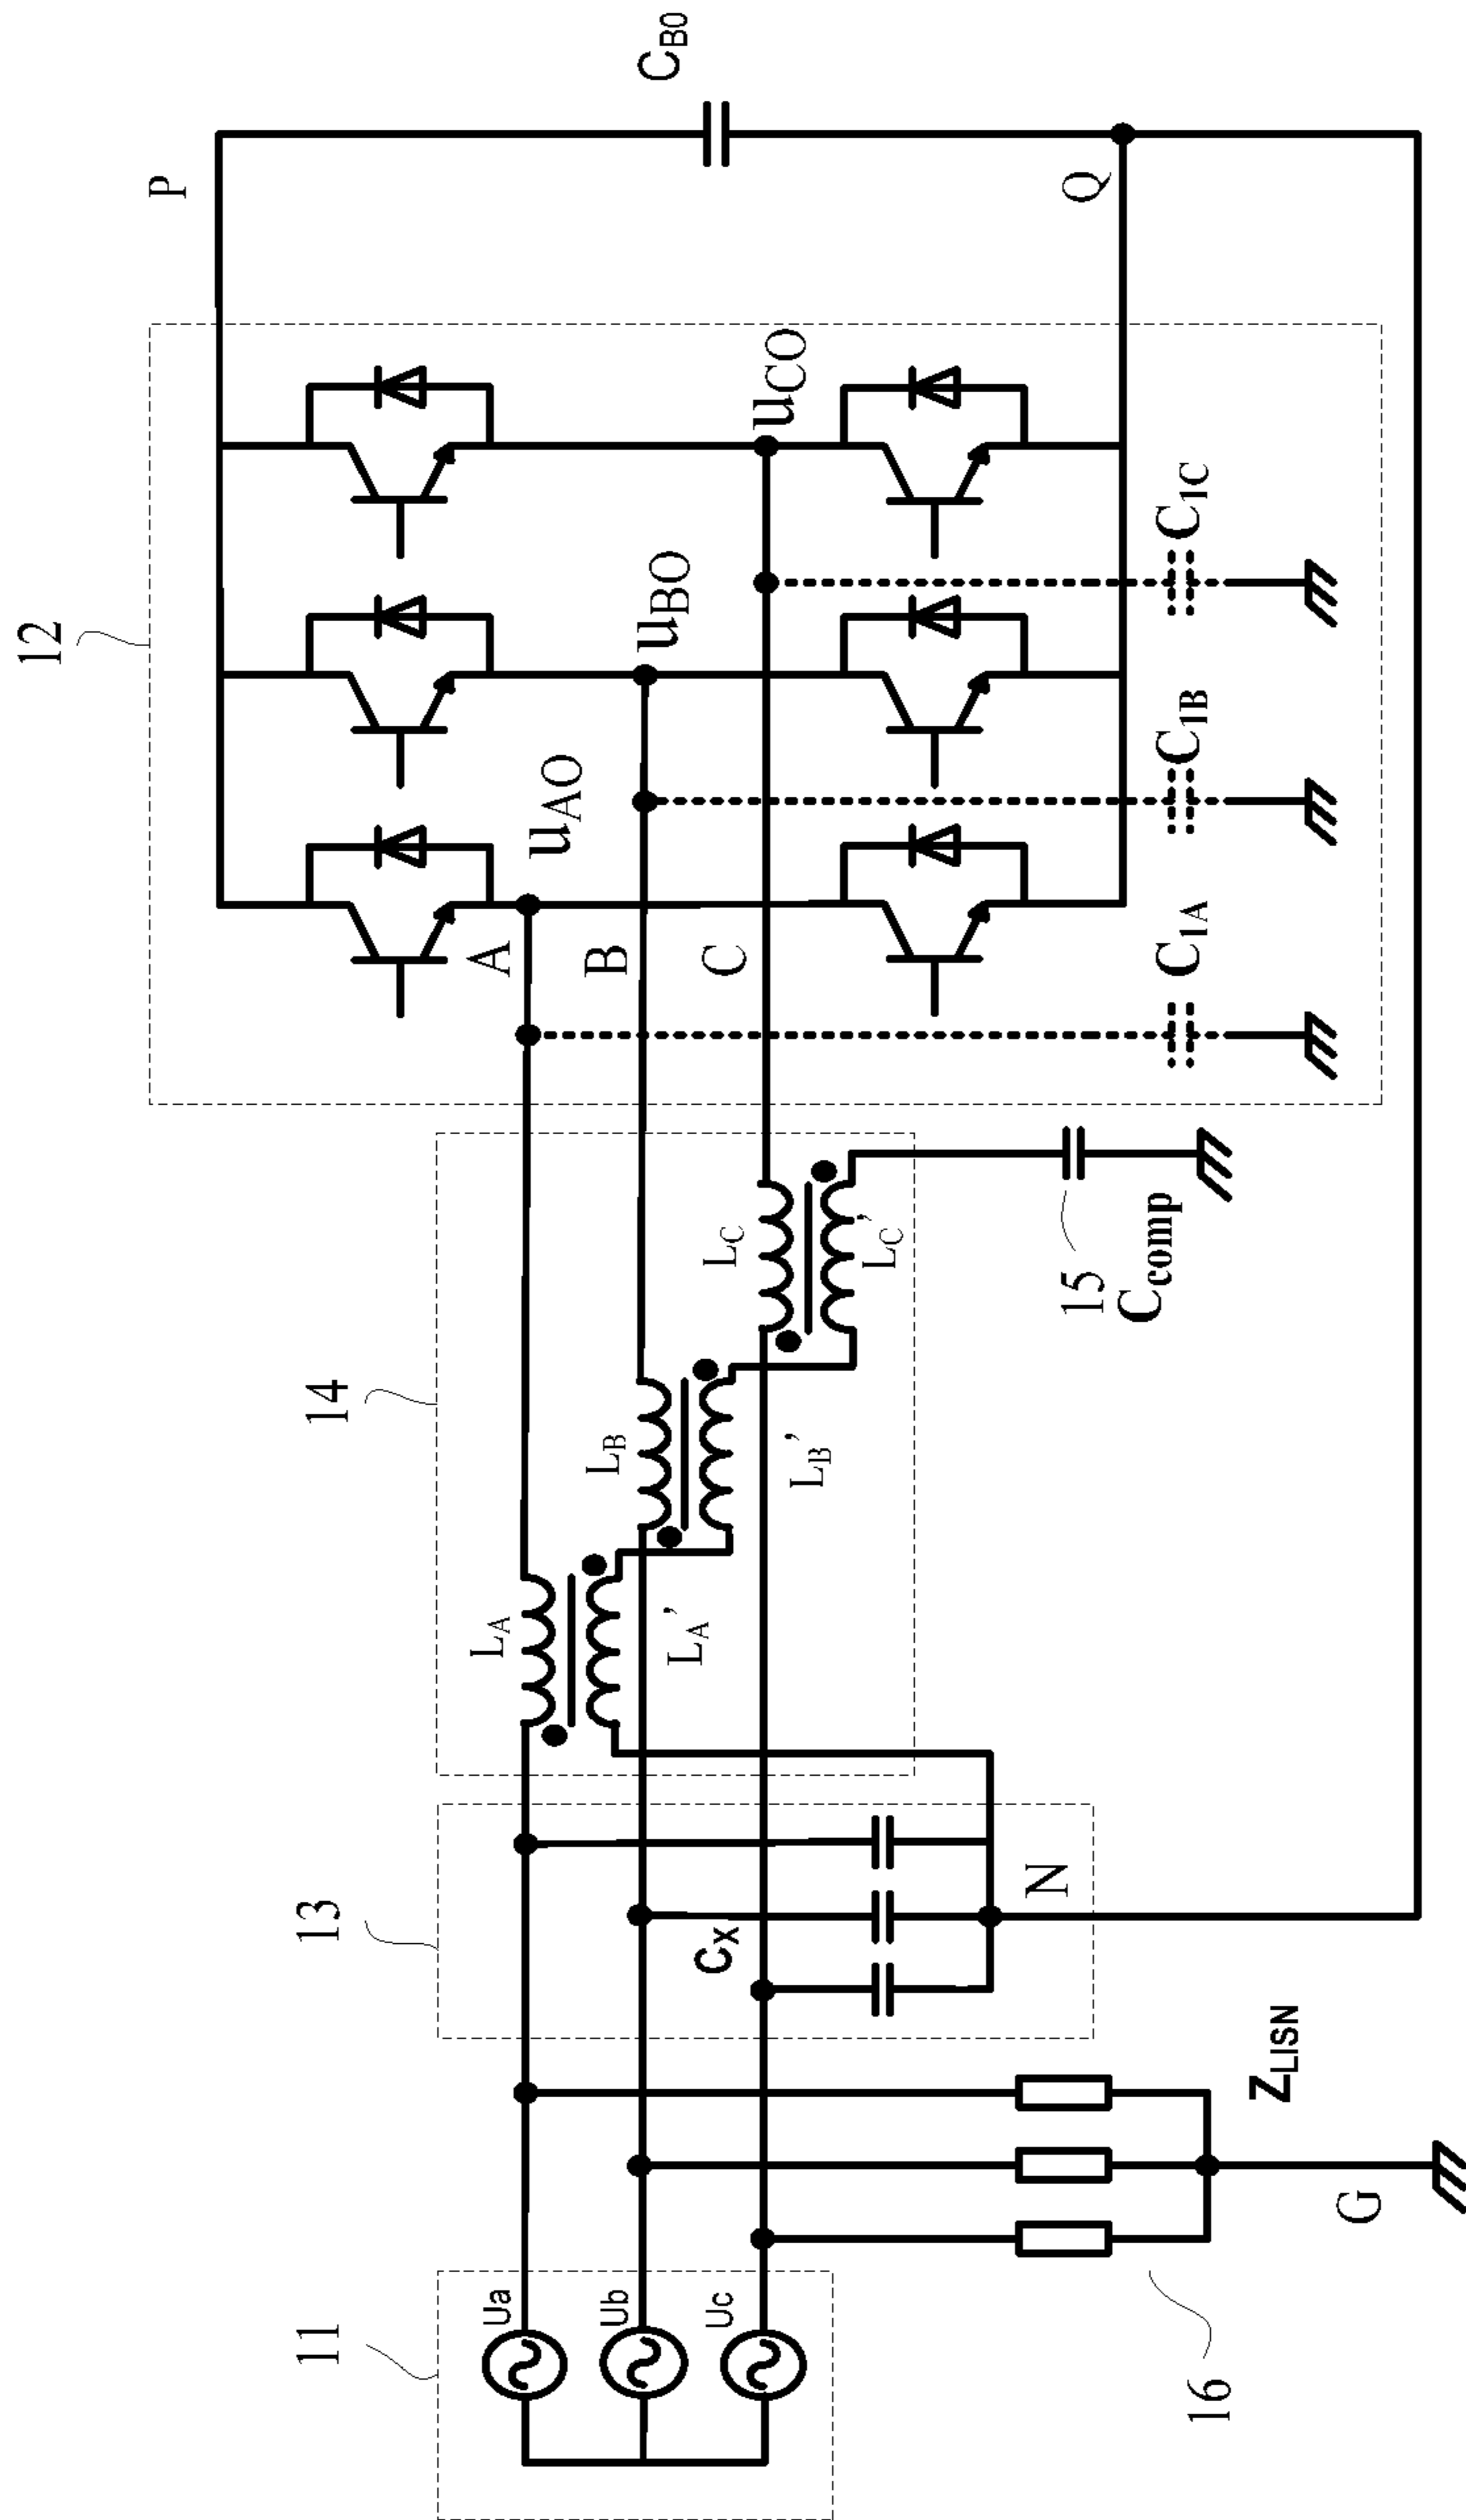 11
Ua
Ub
Uc
16
G
Z_LISN
13
C_X
N
14
L_A
L_A'
L_B
L_B'
L_C
L_C'
15
C_comp
12
A
B
C
u_AO
u_BO
u_CO
C_1A
C_1B
C_1C
P
Q
C_B0